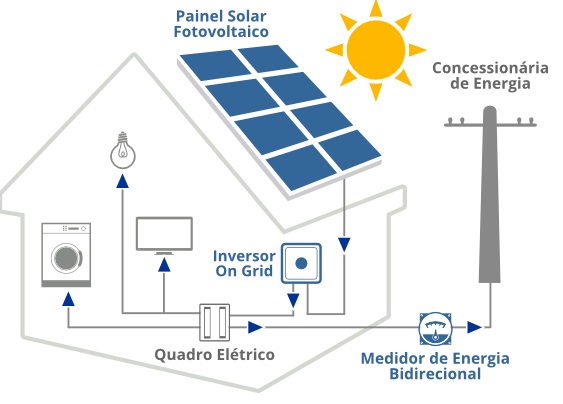 Painel Solar
Fotovoltaico
Concessionária
de Energia
Inversor
On Grid
Quadro Elétrico
Medidor de Energia
Bidirecional